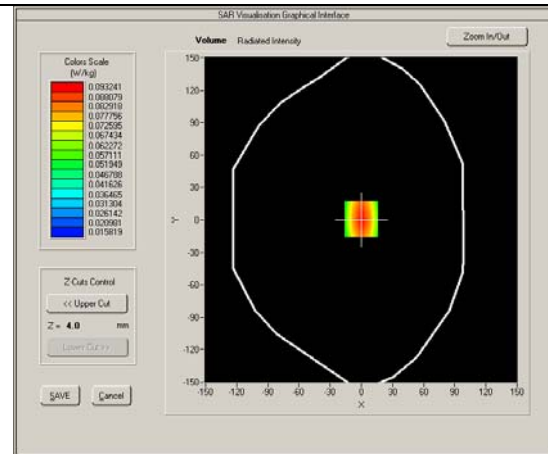 SAR Visualisation Graphical Interface
Volume Radiated Intensity
Zoom In/Out
Colors Scale
(W/kg)
0.093241
0.088079
0.082918
0.077756
0.072595
0.067434
0.062272
0.057111
0.051949
0.046788
0.041626
0.036465
0.031304
0.026142
0.020981
0.015819
Z-Cuts Control
<< Upper Cut
Z = 4.0 mm
Lower Cut >>
SAVE Cancel
150
120
90
60
30
0
-30
-60
-90
-120
-150
Y
-150 -120 -90 -60 -30 0 30 60 90 120 150
X